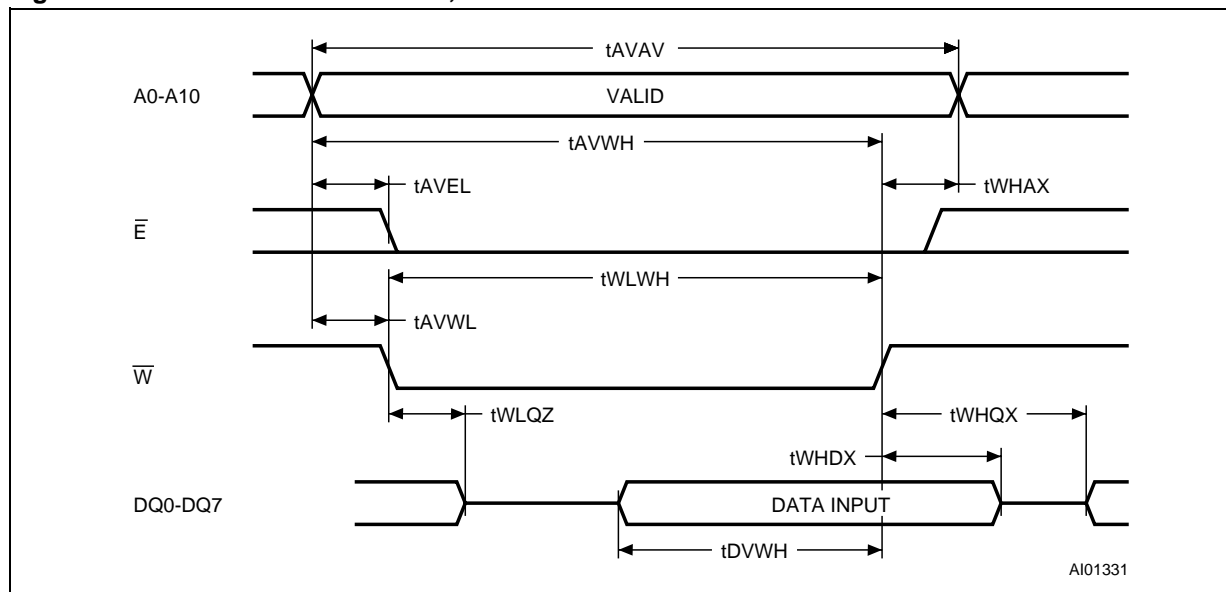 tAVAV
A0-A10
VALID
tAVWH
tAVEL
tWHAX
E̅
tWLWH
tAVWL
W̅
tWLQZ
tWHQX
tWHDX
DQ0-DQ7
DATA INPUT
tDVWH
AI01331